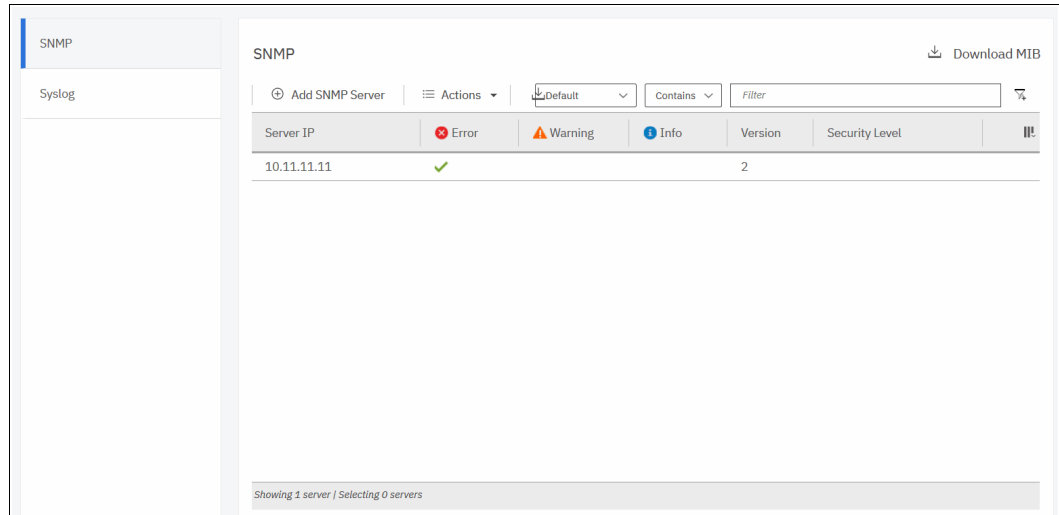 SNMP
Syslog
SNMP
Download MIB
Add SNMP Server Actions Default Contains Filter
Server IP Error Warning Info Version Security Level
10.11.11.11 2
Showing 1 server | Selecting 0 servers